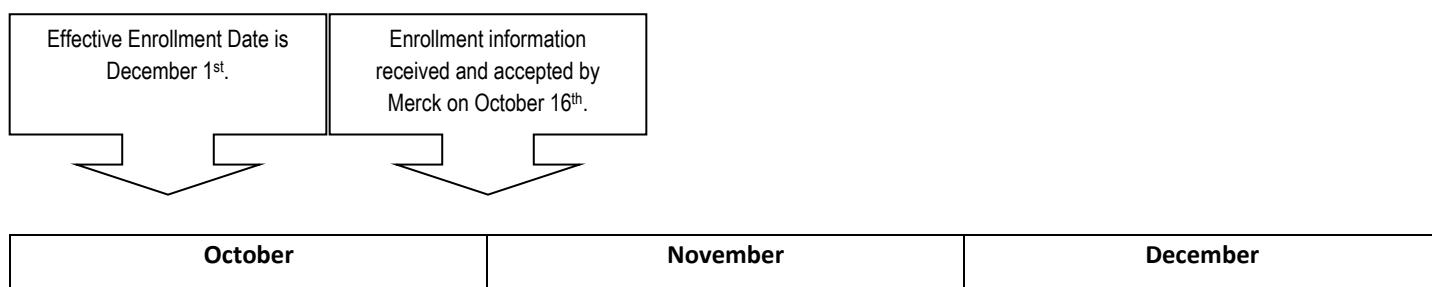 Effective Enrollment Date is
December 1st.
Enrollment information
received and accepted by
Merck on October 16th.
October November December